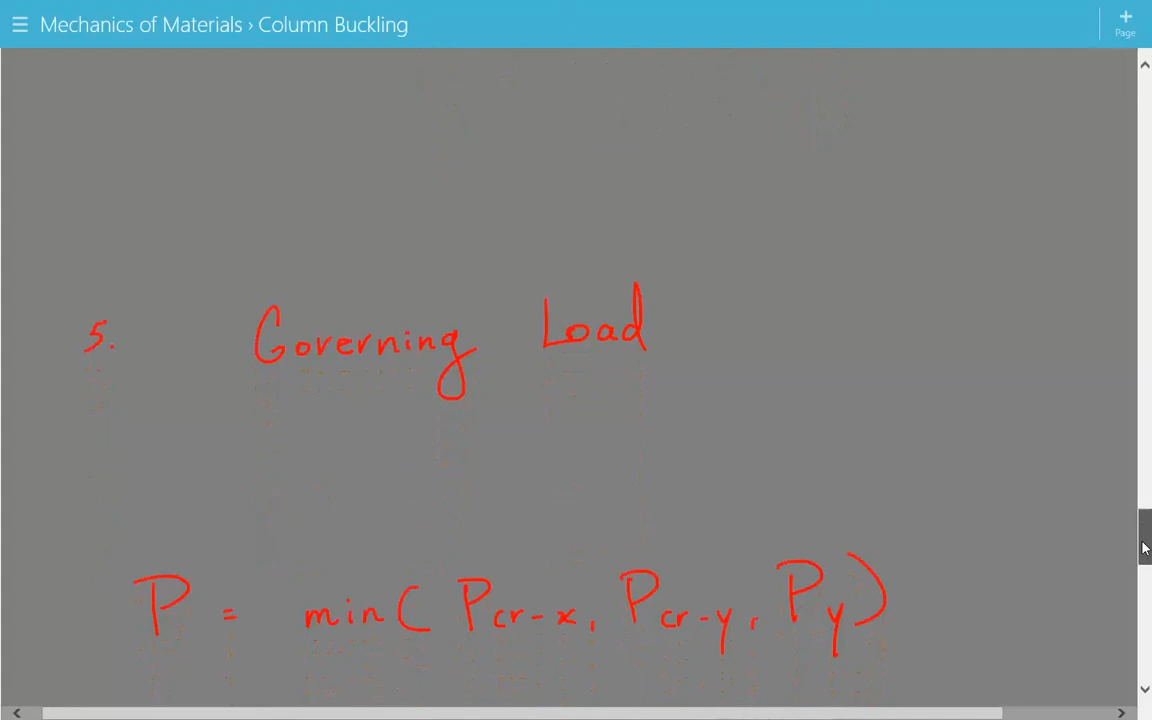 Mechanics of Materials › Column Buckling
Page
5. Governing Load
P = min( Pcr-x, Pcr-y, Py)